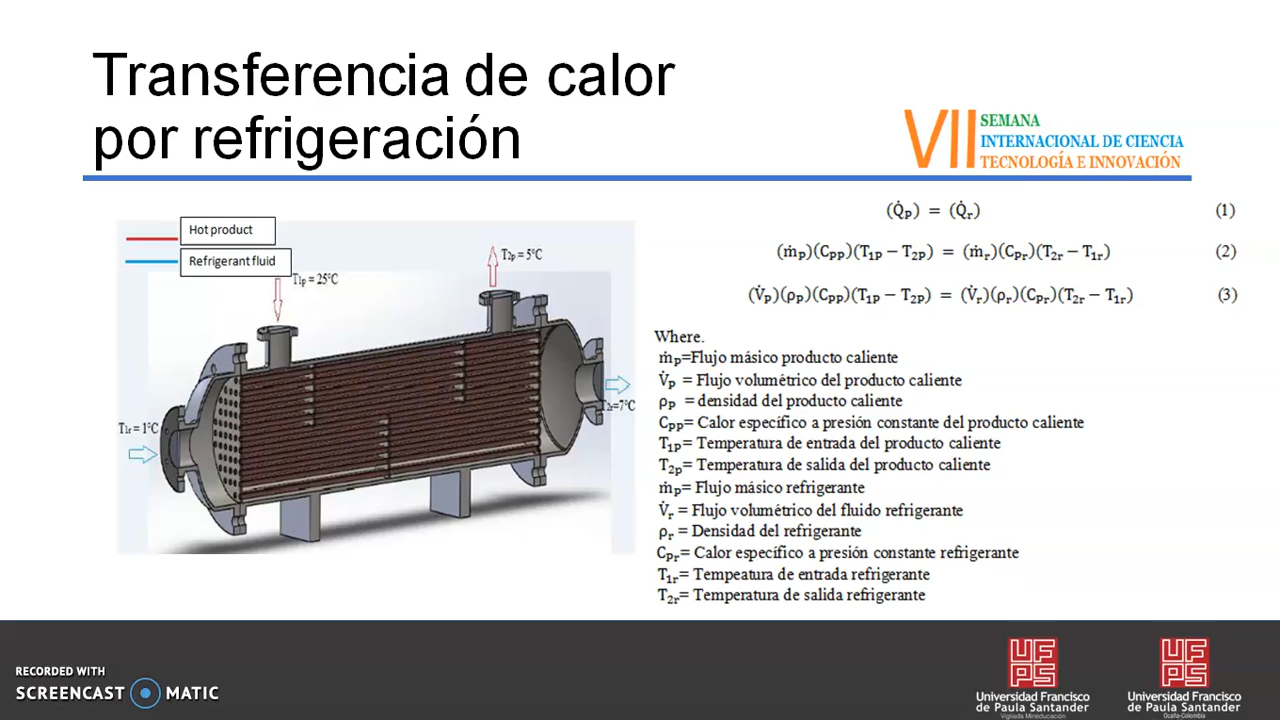 Transferencia de calor
por refrigeración
VII SEMANA
INTERNACIONAL DE CIENCIA
TECNOLOGÍA E INNOVACIÓN
Hot product
Refrigerant fluid
T1p = 25°C
T2p = 5°C
T1r = 1°C
T2r=7°C
(Q̇p) = (Q̇r) (1)
(ṁp)(CPp)(T1p − T2p) = (ṁr)(CPr)(T2r − T1r) (2)
(V̇p)(ρp)(CPp)(T1p − T2p) = (V̇r)(ρr)(CPr)(T2r − T1r) (3)
Where.
ṁp=Flujo másico producto caliente
V̇p = Flujo volumétrico del producto caliente
ρp = densidad del producto caliente
CPp= Calor específico a presión constante del producto caliente
T1p= Temperatura de entrada del producto caliente
T2p= Temperatura de salida del producto caliente
ṁp= Flujo másico refrigerante
V̇r = Flujo volumétrico del fluido refrigerante
ρr = Densidad del refrigerante
CPr= Calor específico a presión constante refrigerante
T1r= Tempeatura de entrada refrigerante
T2r= Temperatura de salida refrigerante
RECORDED WITH
SCREENCAST MATIC
UFPS
Universidad Francisco
de Paula Santander
Vigilada Mineducación
UFPS
Universidad Francisco
de Paula Santander
Ocaña-Colombia